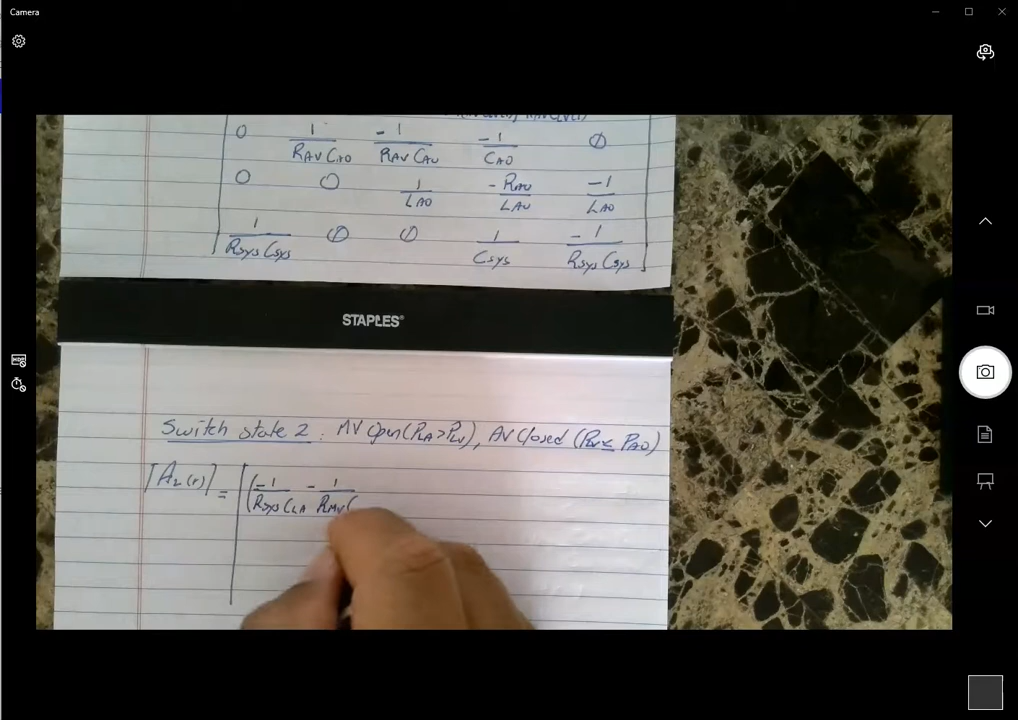 Camera
0 1/(RAV CAO) -1/(RAV CAO) -1/CAO 0
0 0 1/LAO -RAO/LAO -1/LAO
1/(Rsys Csys) 0 0 1/Csys -1/(Rsys Csys)
STAPLES®
Switch state 2: MV Open (PLA>PLV), AV Closed (PLV≤ PAO)
[A2(t)] = [(-1/(Rsys CLA) - 1/(RMV C